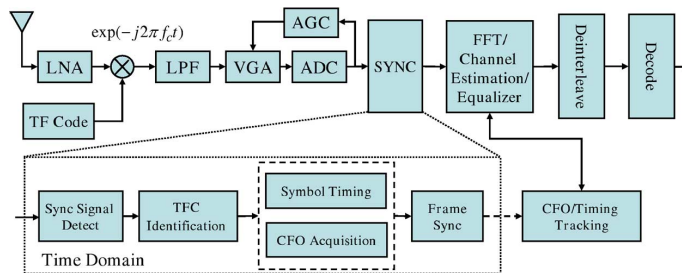 exp(−j2πf_c t)
AGC
LNA
LPF
VGA
ADC
SYNC
FFT/
Channel
Estimation/
Equalizer
Deinterleave
Decode
TF Code
Sync Signal
Detect
TFC
Identification
Symbol Timing
CFO Acquisition
Frame
Sync
CFO/Timing
Tracking
Time Domain